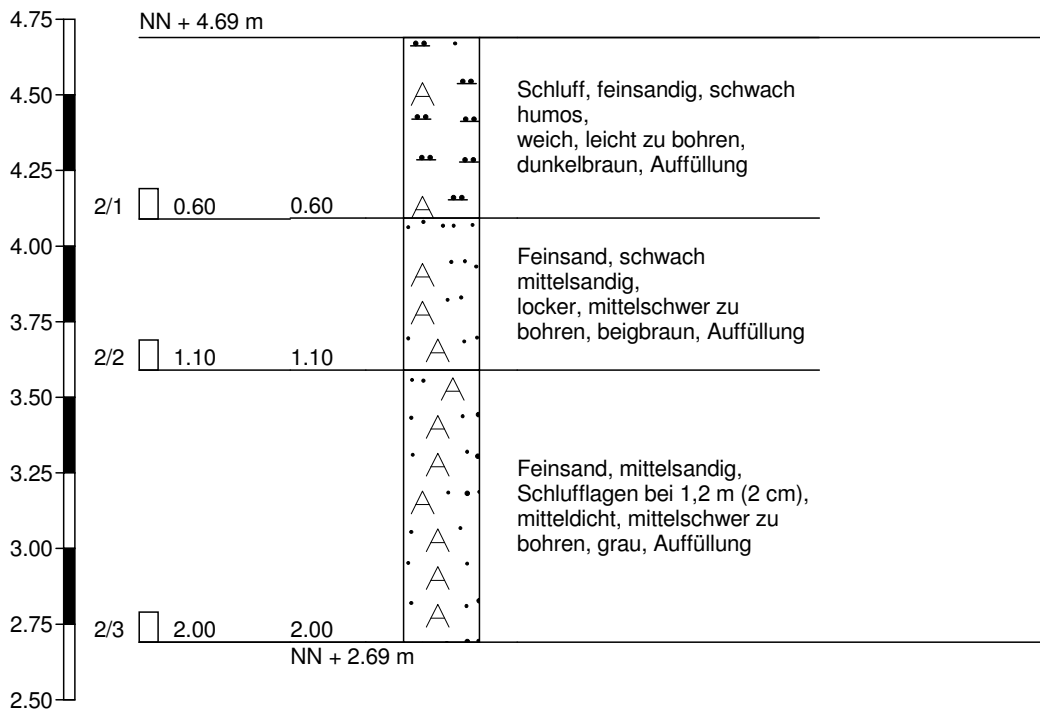 4.75
NN + 4.69 m
4.50
Schluff, feinsandig, schwach
humos,
weich, leicht zu bohren,
dunkelbraun, Auffüllung
4.25
2/1 0.60 0.60
4.00
Feinsand, schwach
mittelsandig,
locker, mittelschwer zu
bohren, beigbraun, Auffüllung
3.75
2/2 1.10 1.10
3.50
3.25
Feinsand, mittelsandig,
Schlufflagen bei 1,2 m (2 cm),
mitteldicht, mittelschwer zu
bohren, grau, Auffüllung
3.00
2.75
2/3 2.00 2.00
NN + 2.69 m
2.50